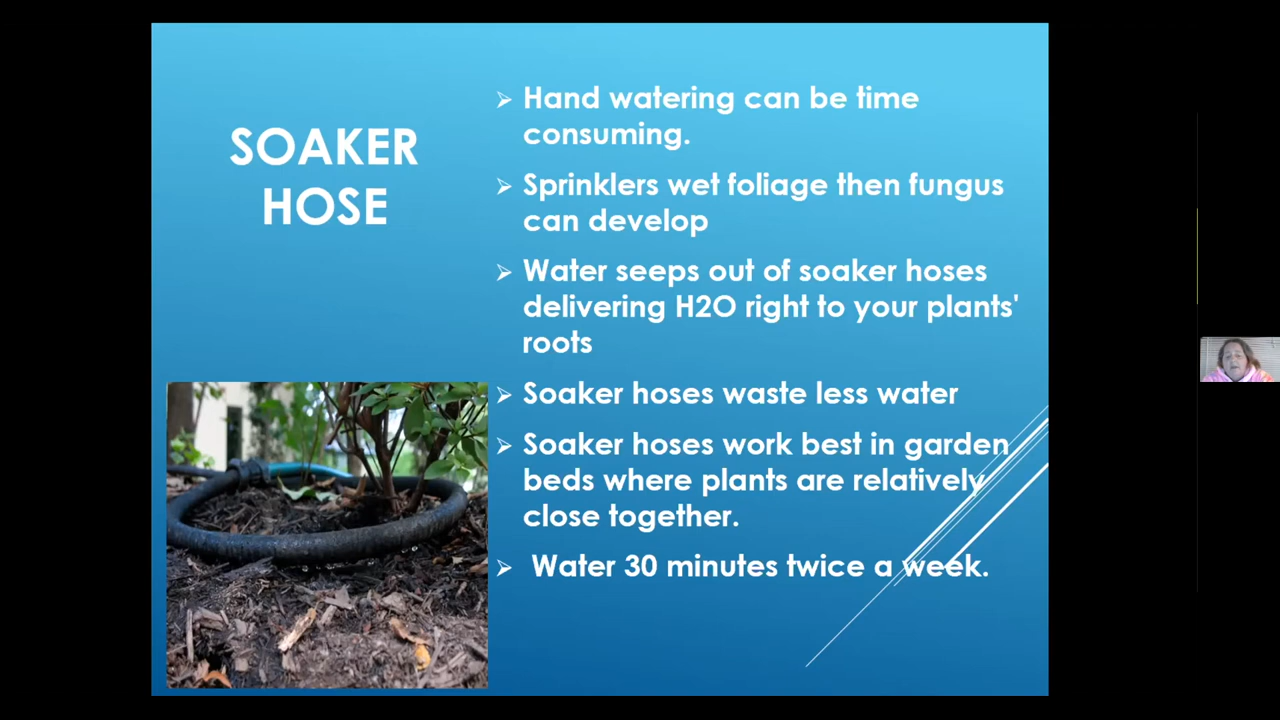 SOAKER
HOSE
Hand watering can be time
consuming.
Sprinklers wet foliage then fungus
can develop
Water seeps out of soaker hoses
delivering H2O right to your plants'
roots
Soaker hoses waste less water
Soaker hoses work best in garden
beds where plants are relatively
close together.
Water 30 minutes twice a week.